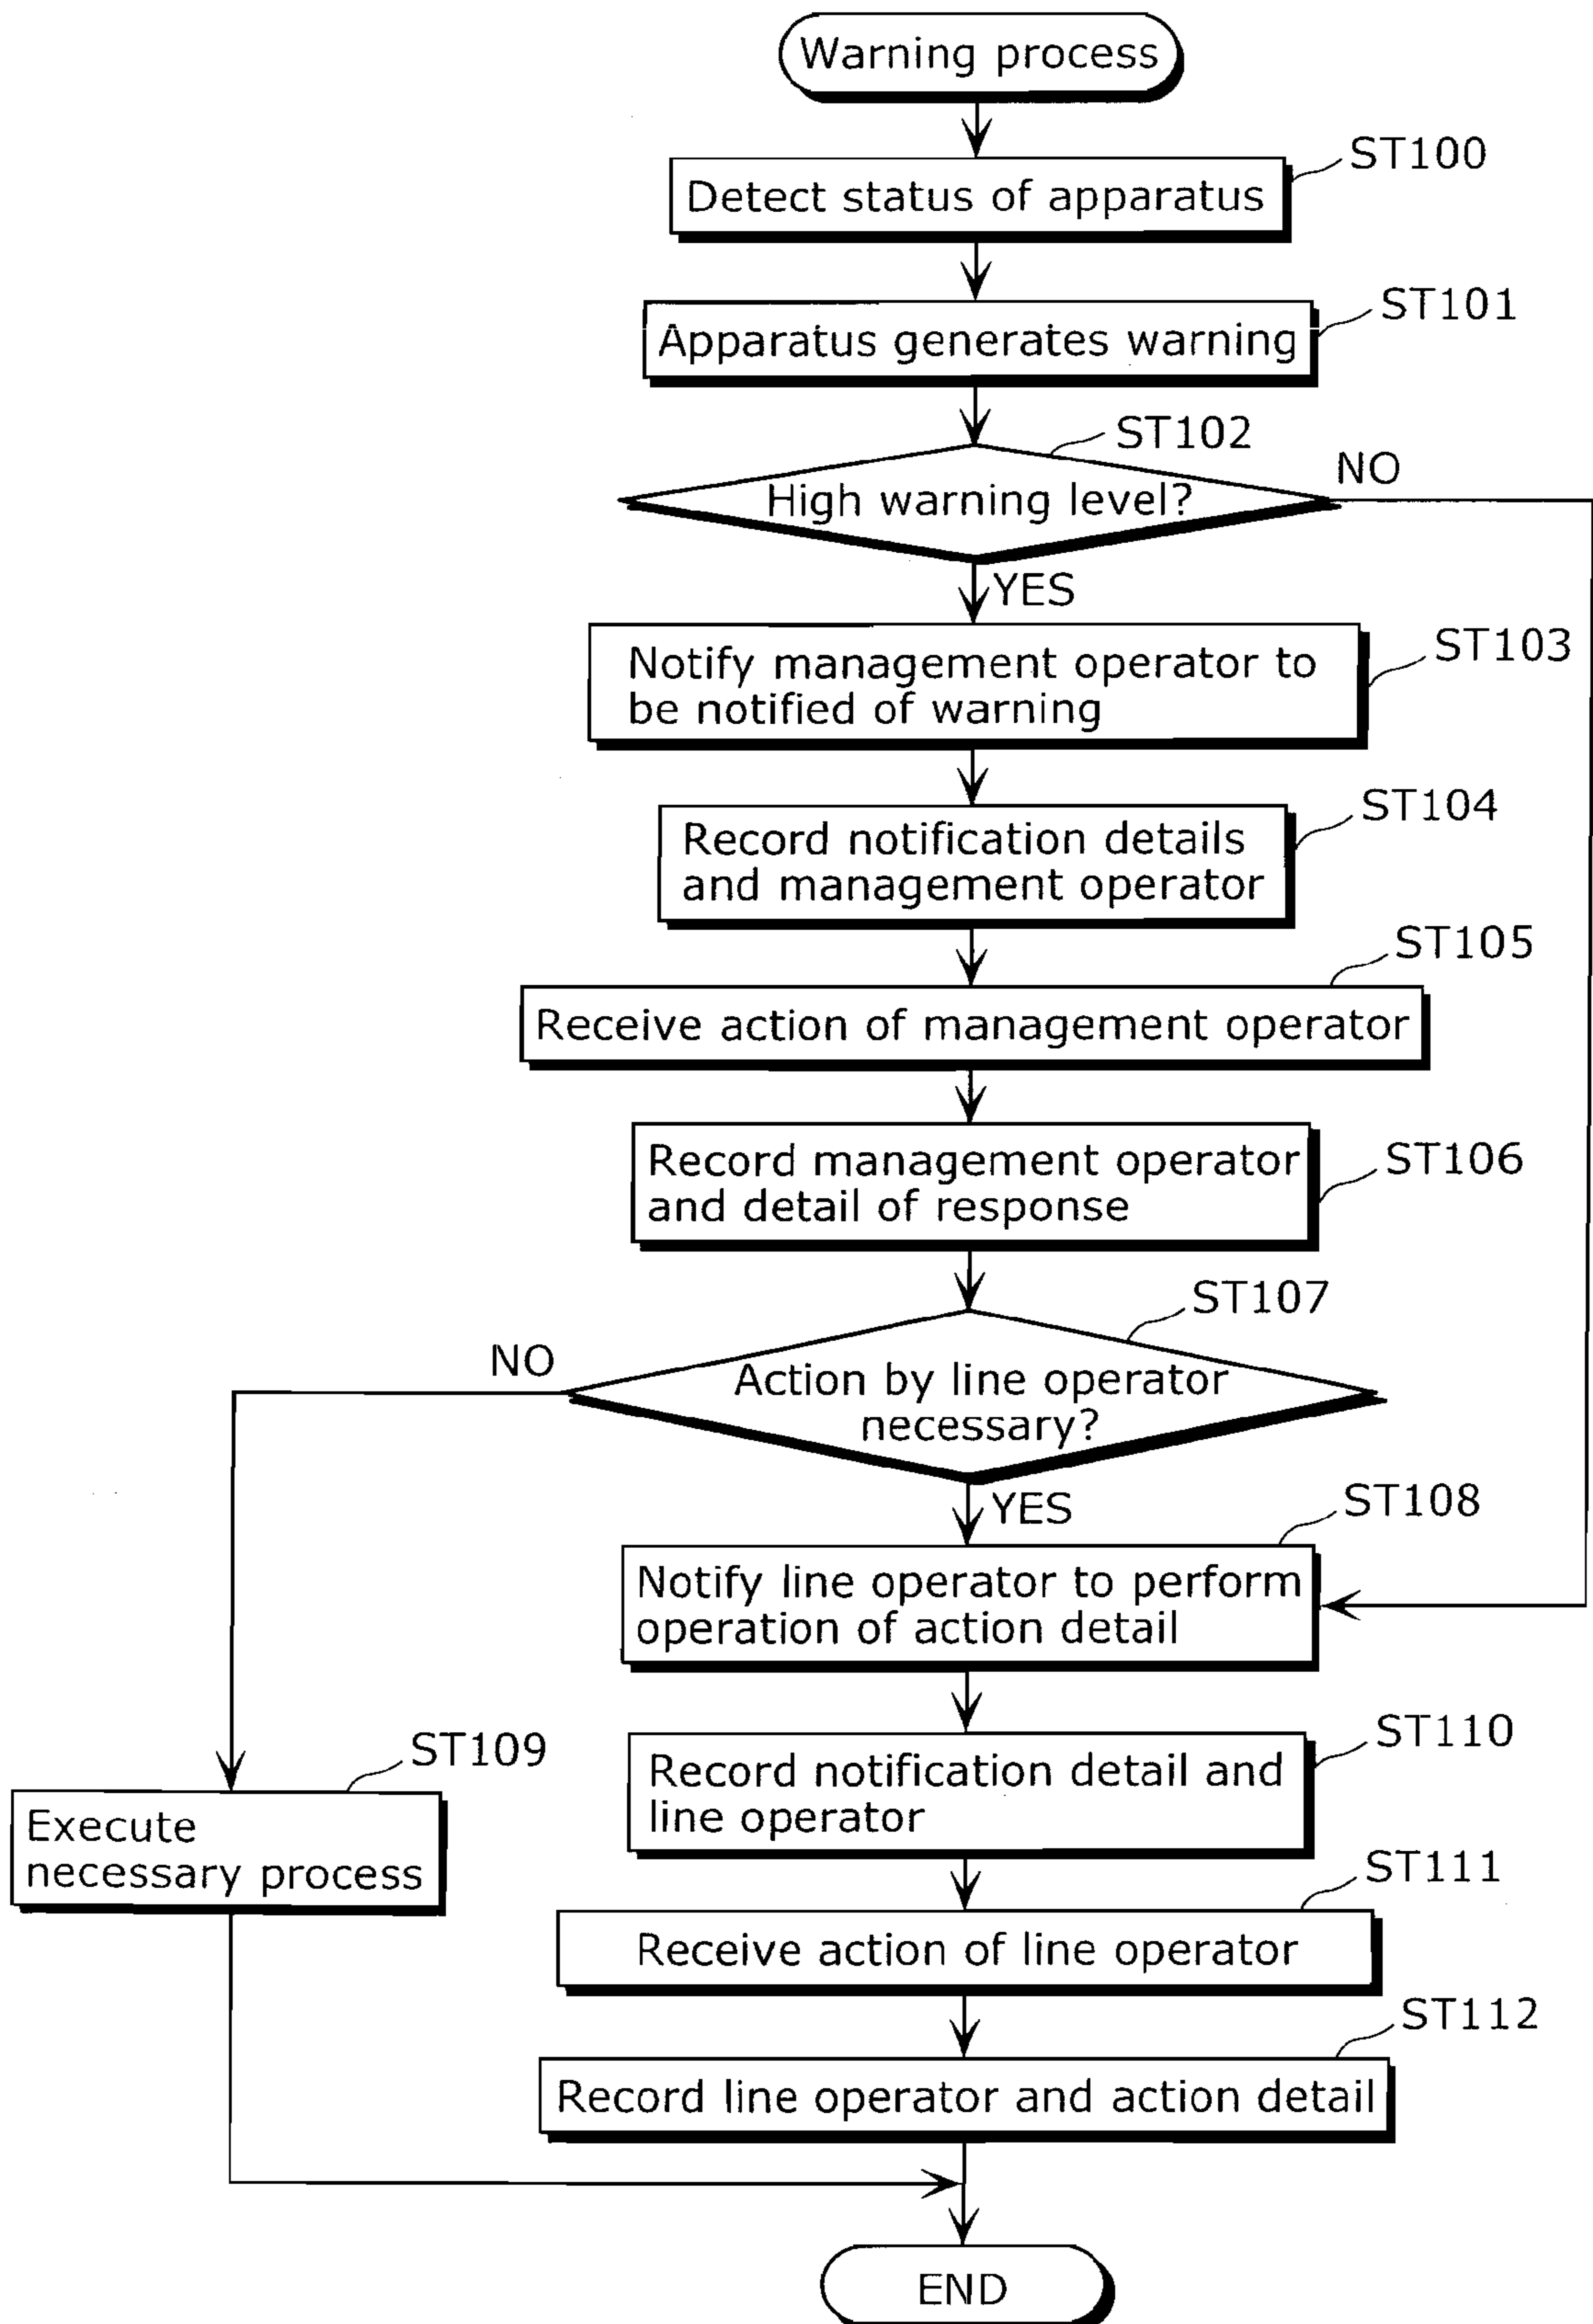 Warning process
ST100
Detect status of apparatus
ST101
Apparatus generates warning
ST102
High warning level?
NO
YES
ST103
Notify management operator to
be notified of warning
ST104
Record notification details
and management operator
ST105
Receive action of management operator
ST106
Record management operator
and detail of response
ST107
NO
Action by line operator
necessary?
YES
ST108
Notify line operator to perform
operation of action detail
ST109
Execute
necessary process
ST110
Record notification detail and
line operator
ST111
Receive action of line operator
ST112
Record line operator and action detail
END